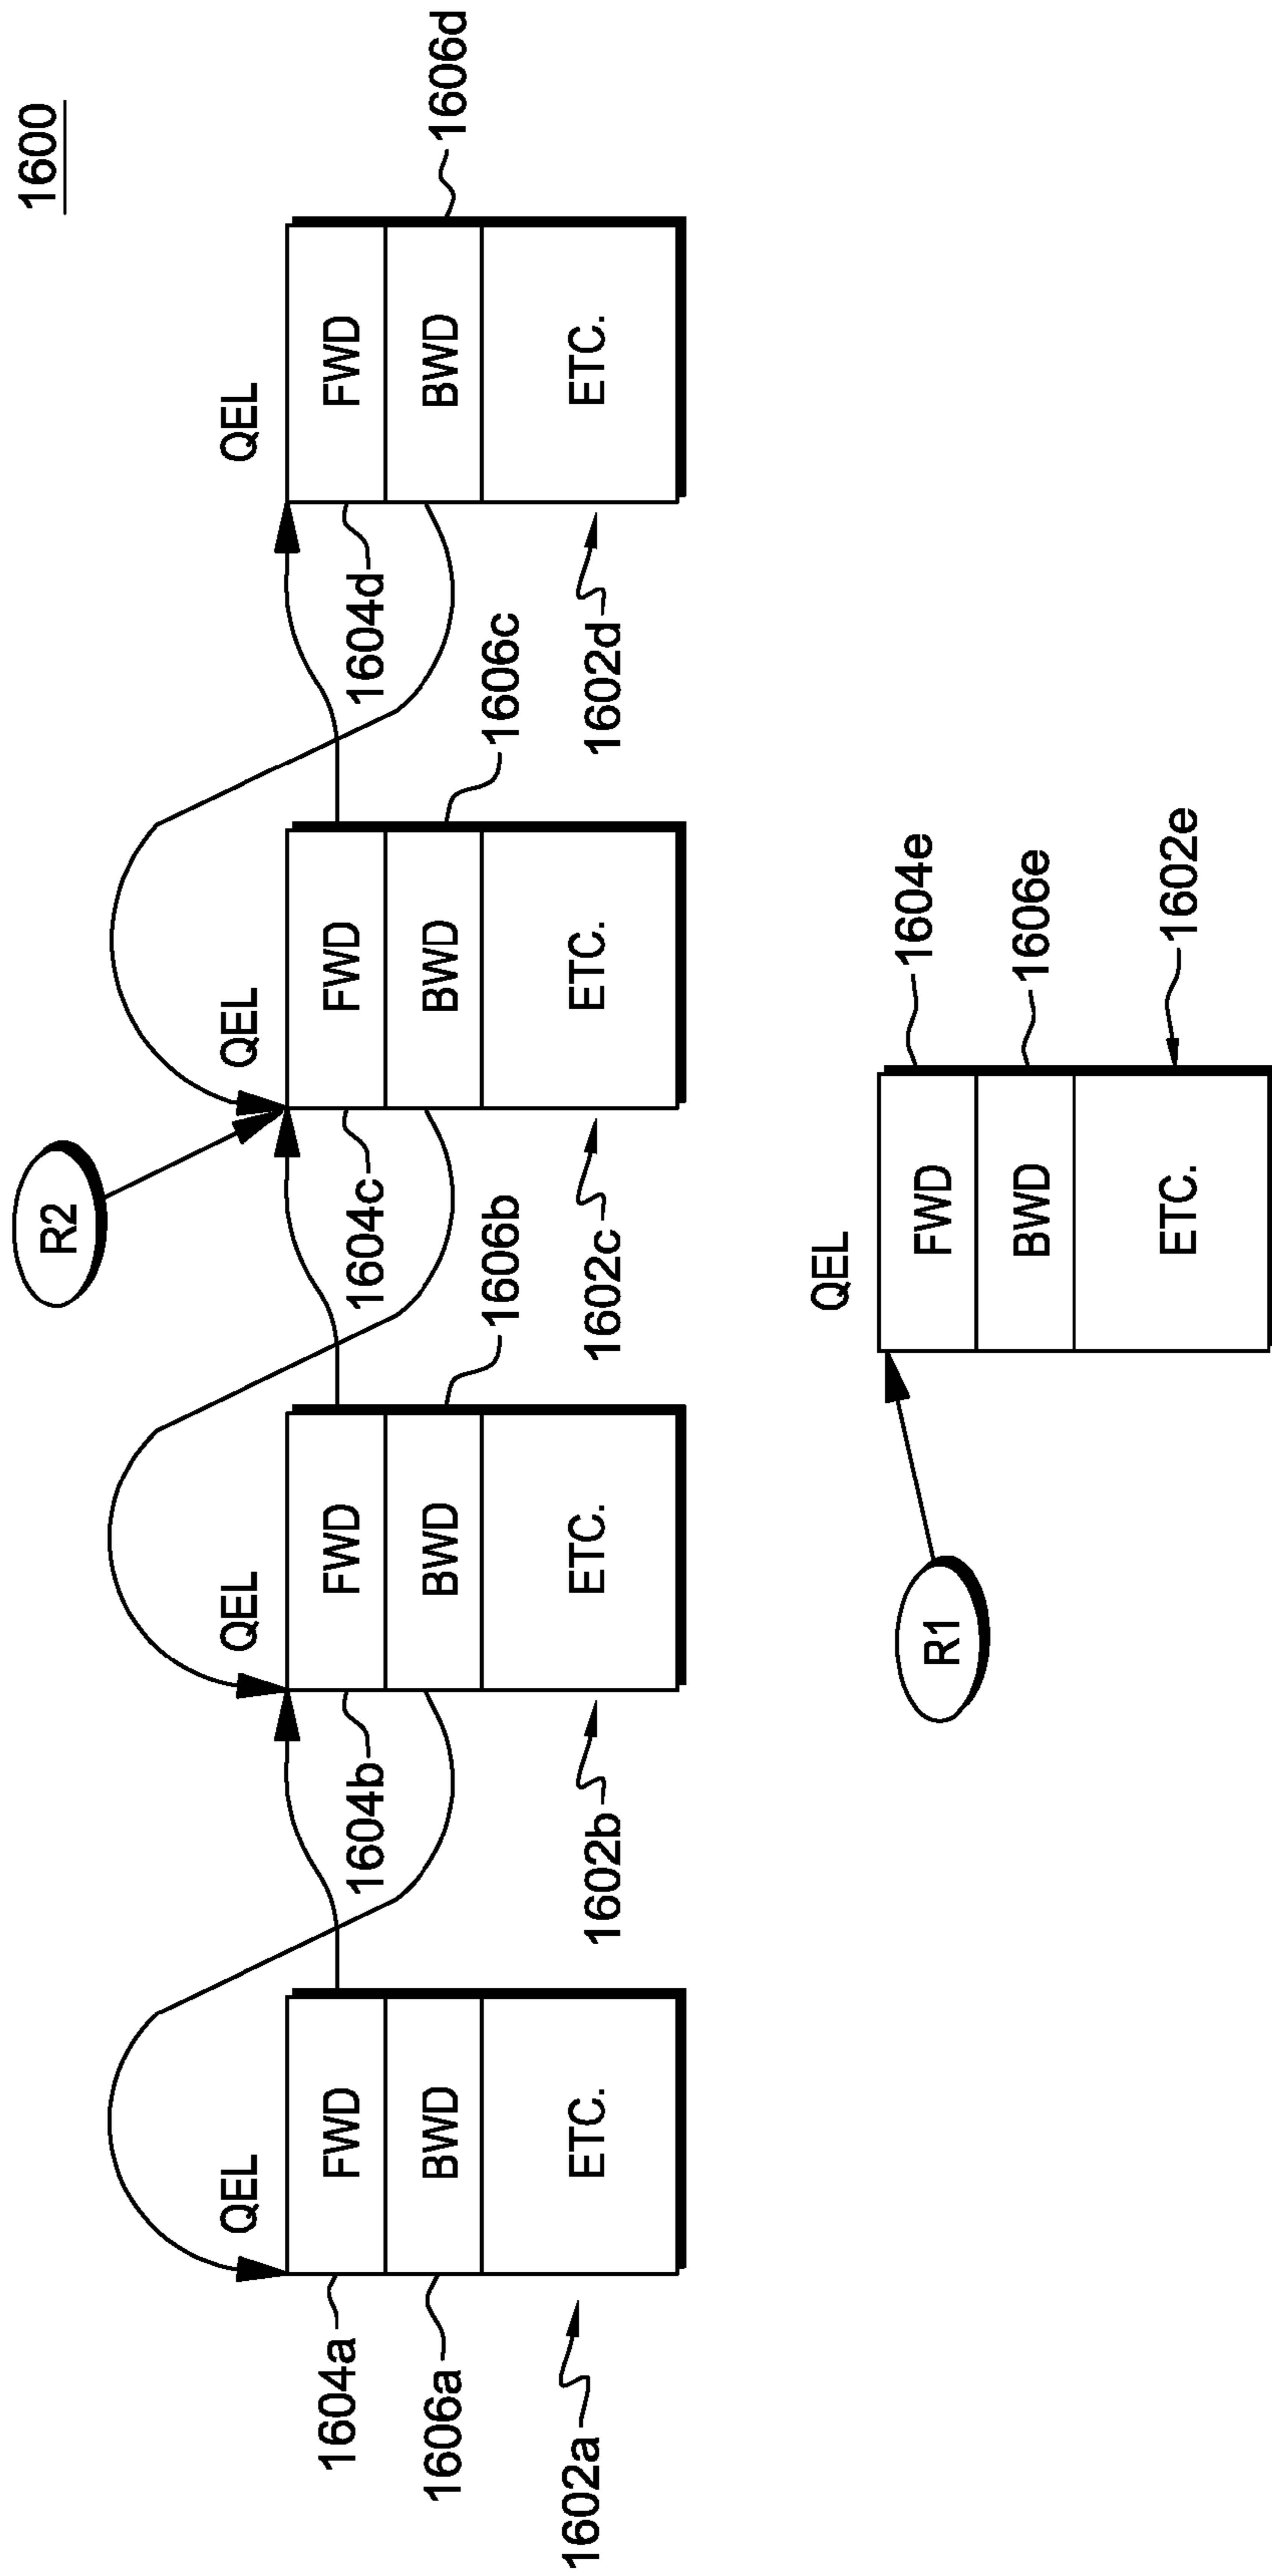 1600
R2
QEL
QEL
QEL
QEL
1604a
FWD
1604b
FWD
1604c
FWD
1604d
FWD
1606a
BWD
1606b
BWD
1606c
BWD
1606d
BWD
1602a
ETC.
1602b
ETC.
1602c
ETC.
1602d
ETC.
R1
QEL
FWD
1604e
BWD
1606e
ETC.
1602e